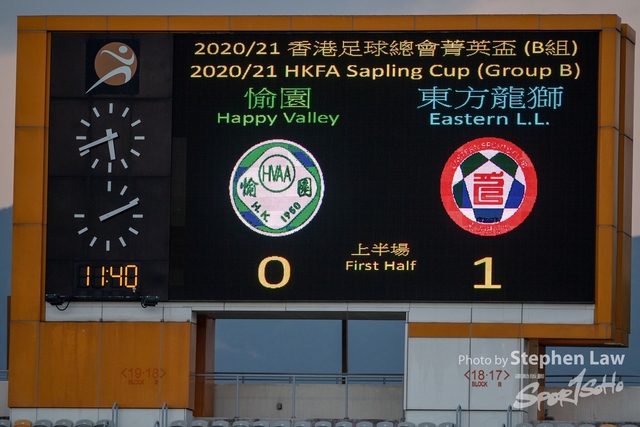 2020/21 香港足球總會菁英盃 (B組)
2020/21 HKFA Sapling Cup (Group B)
愉園
Happy Valley
東方龍獅
Eastern L.L.
HVAA
愉 園
H.K 1950
上半場
First Half
0
1
11:40
<19·18>
BLOCK
<18·17>
BLOCK
Photo by Stephen Law
SportSoHo